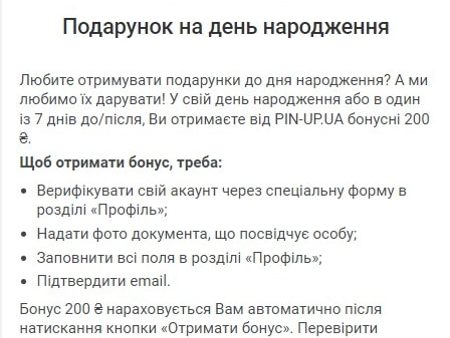 Подарунок на день народження
Любите отримувати подарунки до дня народження? А ми
любимо їх дарувати! У свій день народження або в один
із 7 днів до/після, Ви отримаєте від PIN-UP.UA бонусні 200
₴.
Щоб отримати бонус, треба:
• Верифікувати свій акаунт через спеціальну форму в
розділі «Профіль»;
• Надати фото документа, що посвідчує особу;
• Заповнити всі поля в розділі «Профіль»;
• Підтвердити email.
Бонус 200 ₴ нараховується Вам автоматично після
натискання кнопки «Отримати бонус». Перевірити